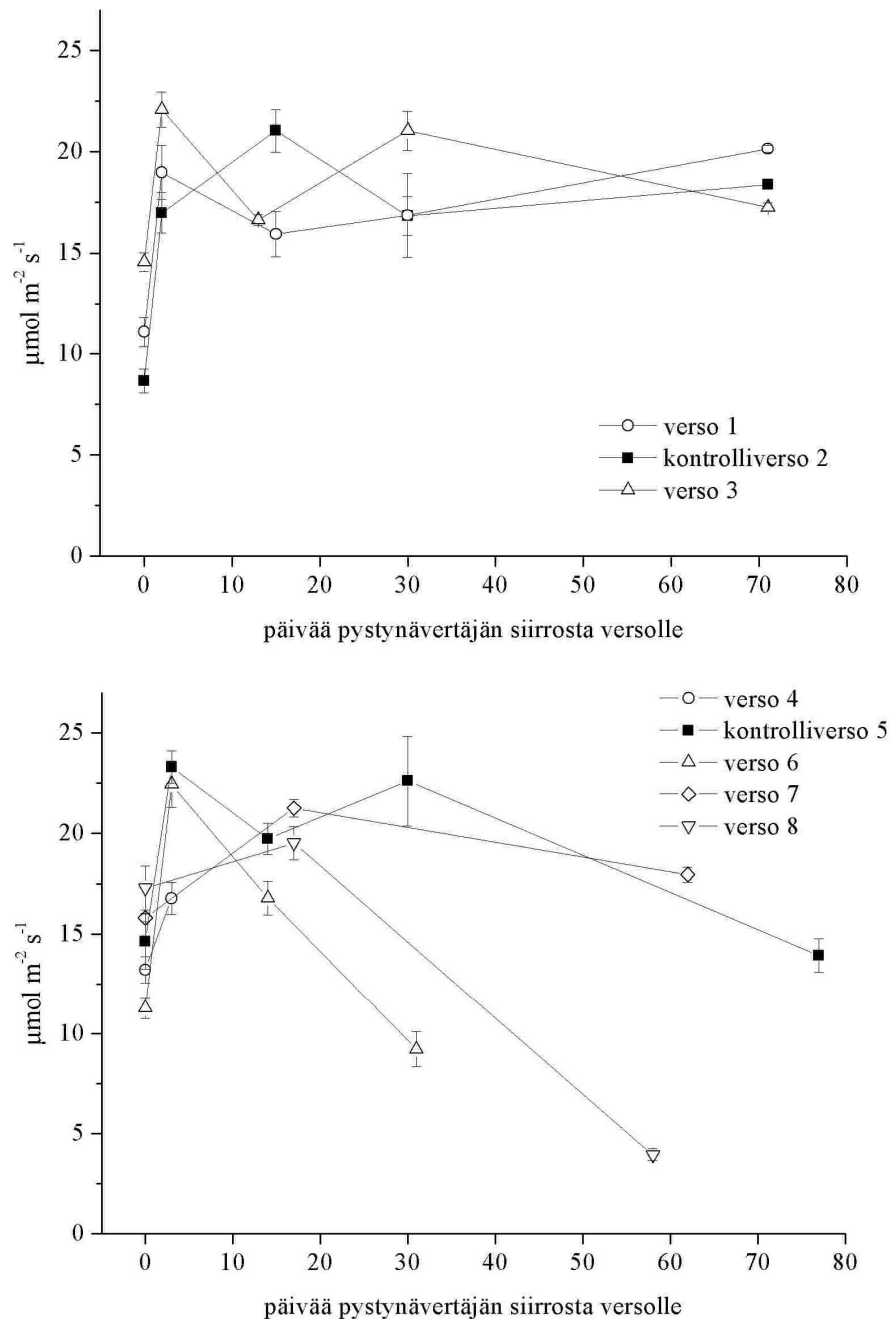 25
20
15
10
5
0
µmol m⁻² s⁻¹
verso 1
kontrolliverso 2
verso 3
0 10 20 30 40 50 60 70 80
päivää pystynävertäjän siirrosta versolle
verso 4
kontrolliverso 5
verso 6
verso 7
verso 8
25
20
15
10
5
0
µmol m⁻² s⁻¹
0 10 20 30 40 50 60 70 80
päivää pystynävertäjän siirrosta versolle